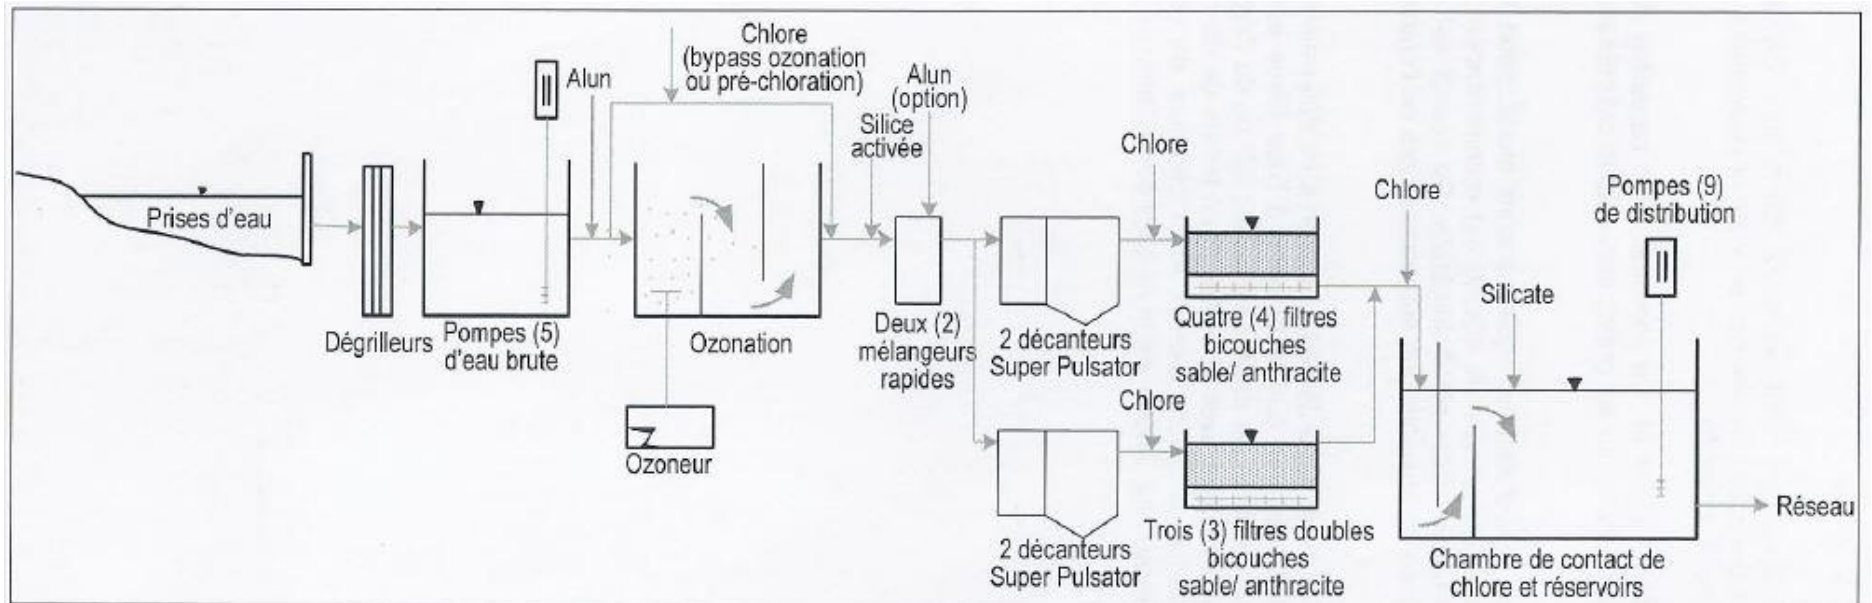 Prises d'eau
Dégrilleurs
Pompes (5)
d'eau brute
Alun
Chlore
(bypass ozonation
ou pré-chloration)
Ozonation
Ozoneur
Silice
activée
Alun
(option)
Deux (2)
mélangeurs
rapides
2 décanteurs
Super Pulsator
Chlore
Quatre (4) filtres
bicouches
sable/ anthracite
2 décanteurs
Super Pulsator
Chlore
Trois (3) filtres doubles
bicouches
sable/ anthracite
Chlore
Silicate
Pompes (9)
de distribution
Chambre de contact de
chlore et réservoirs
Réseau